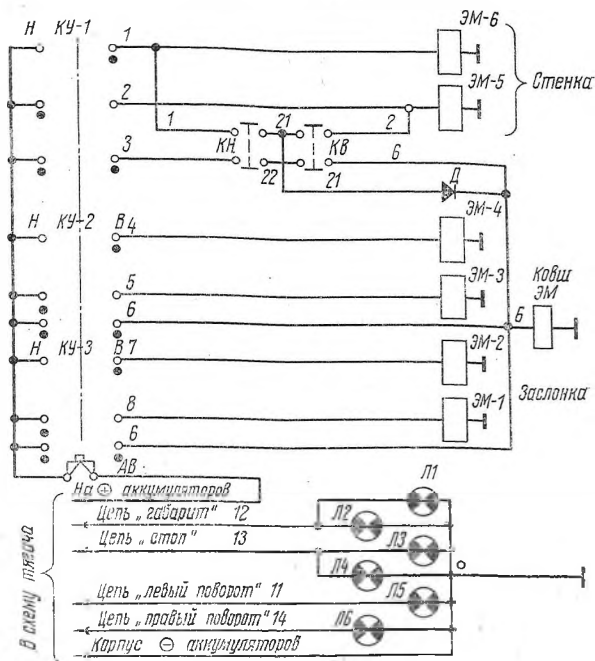 Н КУ-1 1 ЭМ-6
2 ЭМ-5 Стенка
1 21 2
3 КН КВ 6
22 21 Д
Н КУ-2 В 4 ЭМ-4
5 ЭМ-3 Ковш
6 6 ЭМ
Н КУ-3 В 7 ЭМ-2
8 ЭМ-1 Заслонка
6
АВ
На ⊕ аккумуляторов Л1
Цепь „габарит" 12 Л2
Цепь „стоп" 13 Л3
Л4
Цепь „левый поворот" 11 Л5
Цепь „правый поворот" 14 Л6
Корпус ⊖ аккумуляторов
В схему тягача